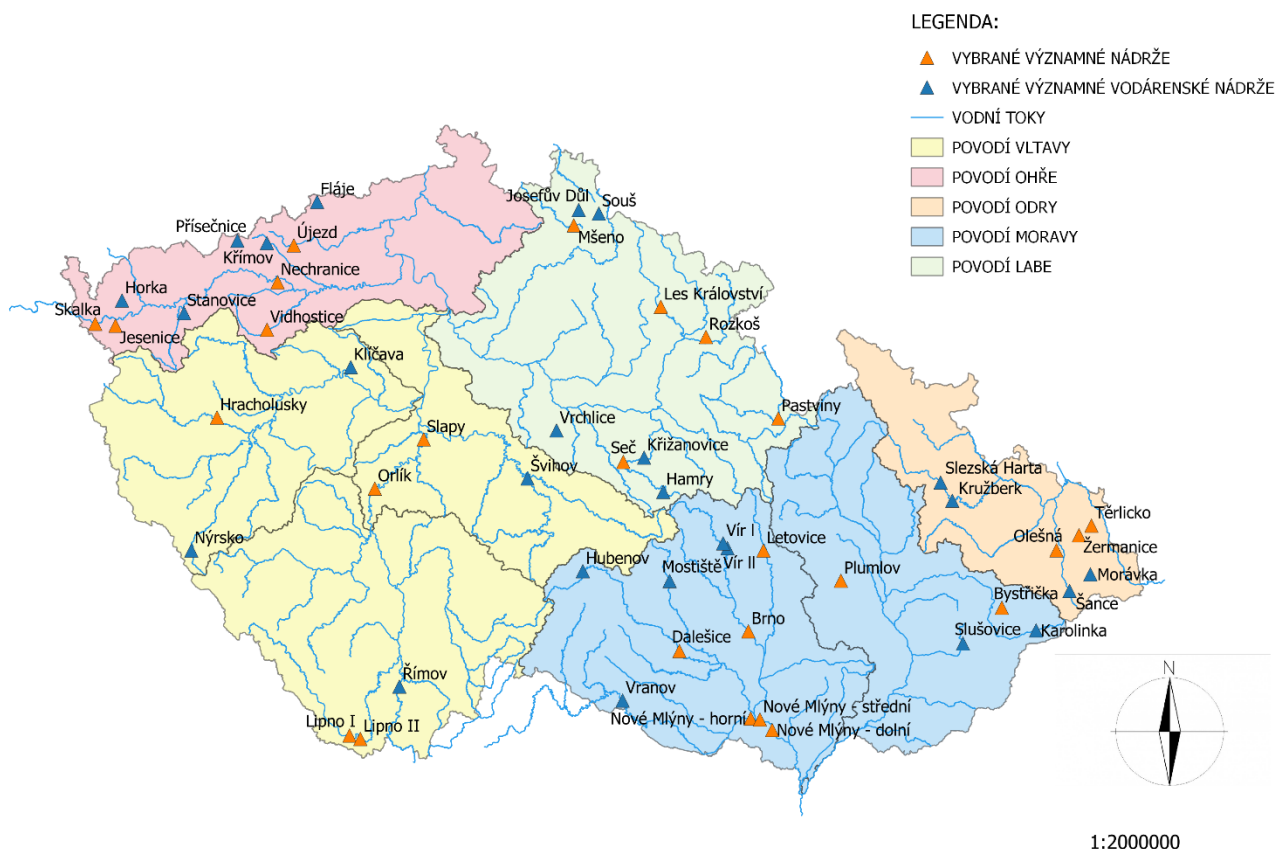 LEGENDA:
VYBRANÉ VÝZNAMNÉ NÁDRŽE
VYBRANÉ VÝZNAMNÉ VODÁRENSKÉ NÁDRŽE
VODNÍ TOKY
POVODÍ VLTAVY
POVODÍ OHŘE
POVODÍ ODRY
POVODÍ MORAVY
POVODÍ LABE
Fláje
Josefův Důl
Souš
Přísečnice
Újezd
Mšeno
Křímov
Nechranice
Horka
Stanovice
Les Království
Skalka
Jesenice
Vidhostice
Rozkoš
Klíčava
Hracholusky
Vrchlice
Pastviny
Slapy
Seč
Křižanovice
Orlík
Švihov
Hamry
Slezská Harta
Kružberk
Těrlicko
Nýrsko
Vír I
Letovice
Olešná
Žermanice
Hubenov
Mostiště
Vír II
Plumlov
Morávka
Bystřička
Šance
Brno
Slušovice
Karolinka
Dalešice
Římov
Vranov
N
Nové Mlýny - střední
Nové Mlýny - horní
Lipno I
Lipno II
Nové Mlýny - dolní
1:2000000